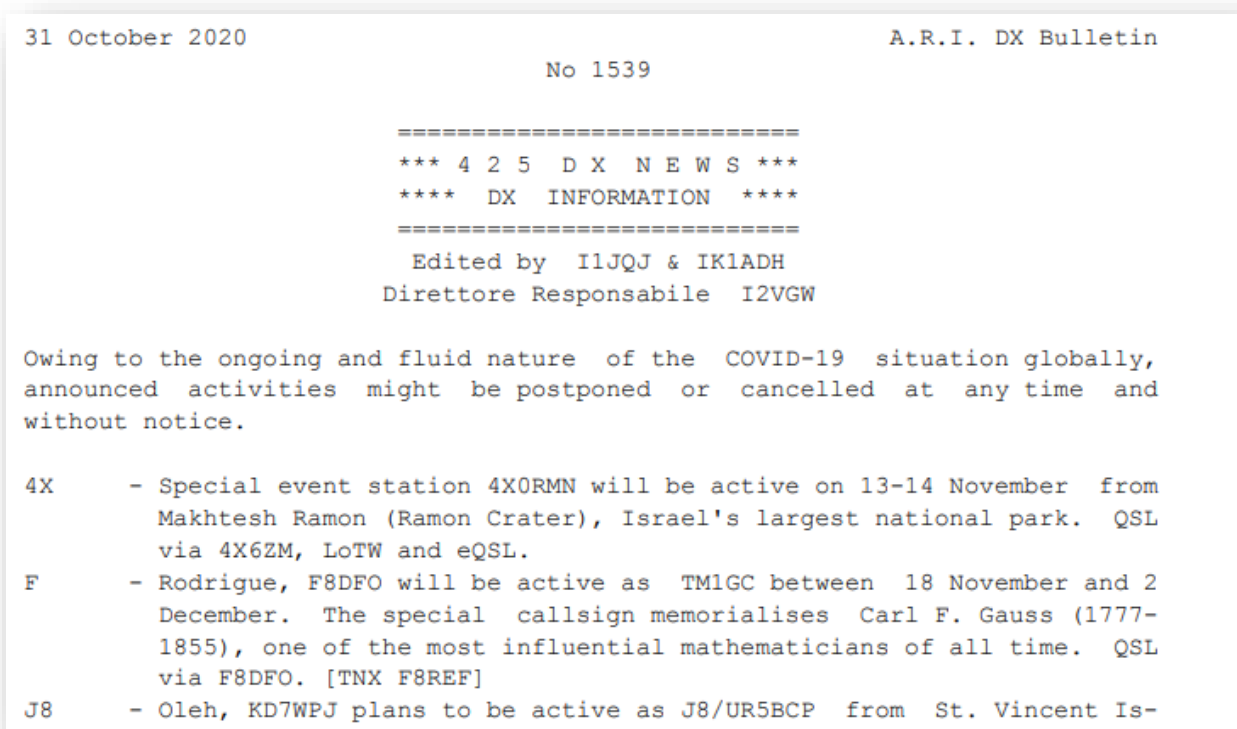 31 October 2020                                           A.R.I. DX Bulletin
                                   No 1539
                         ===========================
                         *** 4 2 5  D X  N E W S ***
                         ****  DX  INFORMATION  ****
                         ===========================
                          Edited by  I1JQJ & IK1ADH
                        Direttore Responsabile  I2VGW
Owing to the ongoing and fluid nature  of the  COVID-19  situation globally,
announced  activities  might  be postponed  or  cancelled  at  any time  and
without notice.
4X     - Special event station 4X0RMN will be active on 13-14 November  from
         Makhtesh Ramon (Ramon Crater), Israel's largest national park.  QSL
         via 4X6ZM, LoTW and eQSL.
F      - Rodrigue, F8DFO will be active as  TM1GC between  18 November and 2
         December.  The special  callsign memorialises  Carl F. Gauss (1777-
         1855), one of the most influential mathematicians of all time.  QSL
         via F8DFO. [TNX F8REF]
J8     - Oleh, KD7WPJ plans to be active as J8/UR5BCP  from  St. Vincent Is-